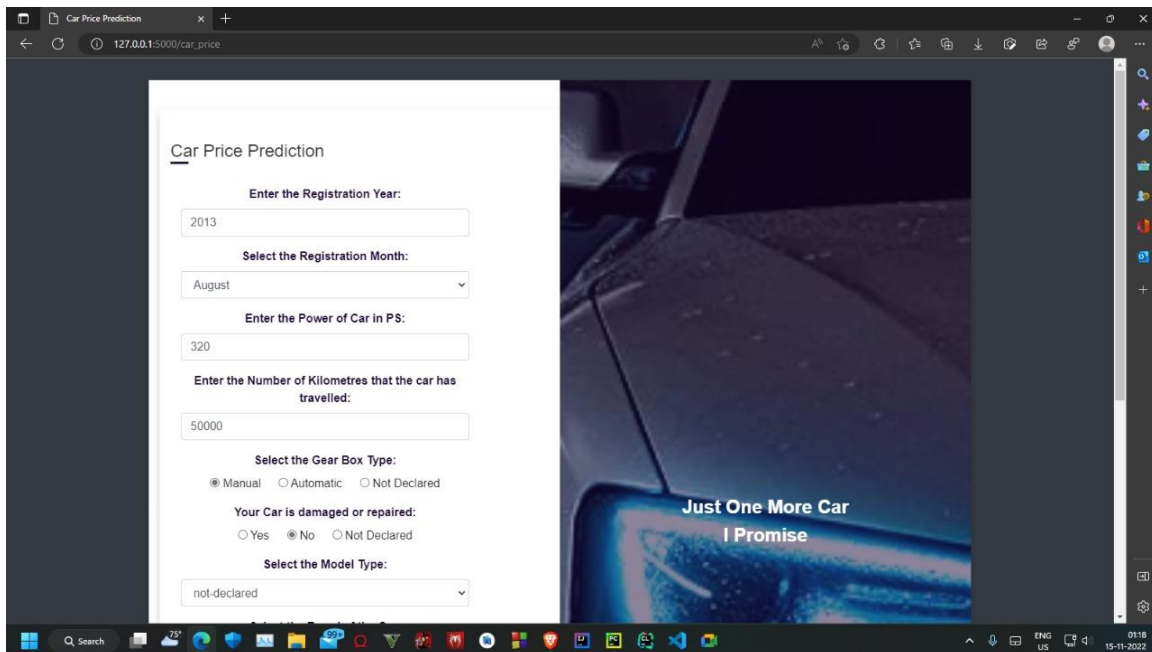 Car Price Prediction
127.0.0.1:5000/car_price
Car Price Prediction
Enter the Registration Year:
2013
Select the Registration Month:
August
Enter the Power of Car in PS:
320
Enter the Number of Kilometres that the car has
travelled:
50000
Select the Gear Box Type:
Manual Automatic Not Declared
Your Car is damaged or repaired:
Yes No Not Declared
Select the Model Type:
not-declared
Just One More Car
I Promise
75°
Search
99+
ENG
US
01:18
15-11-2022